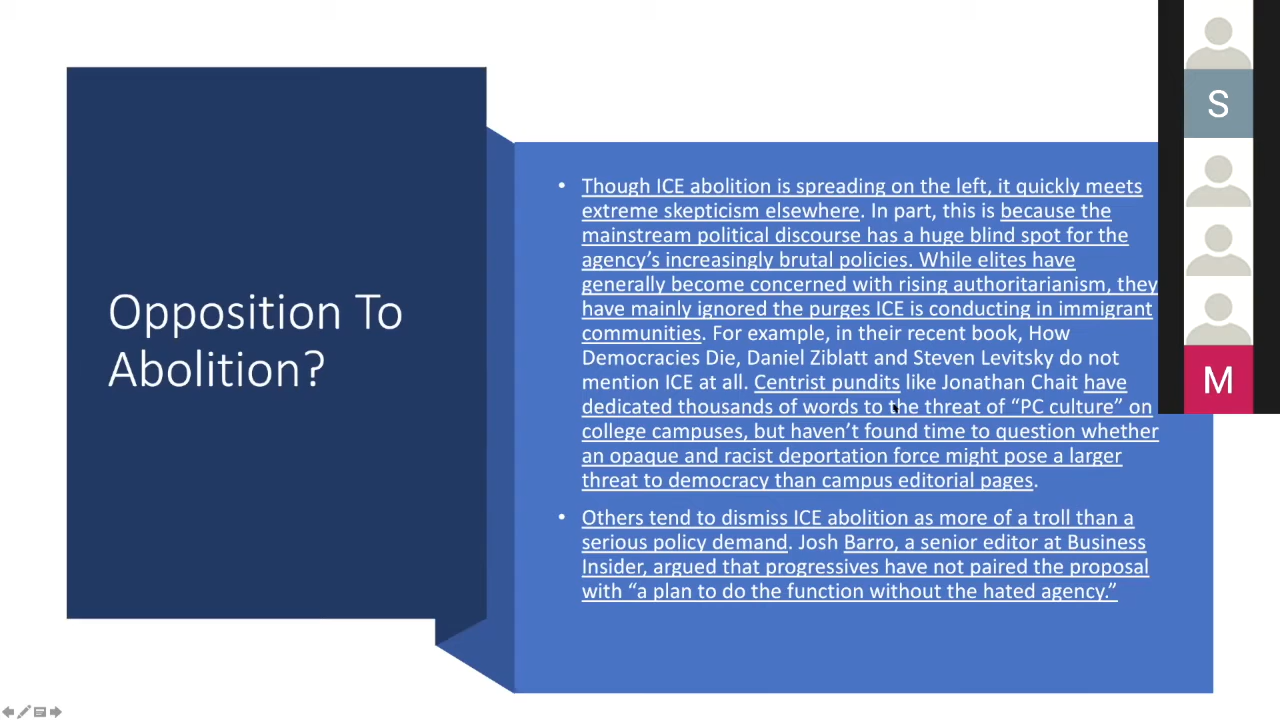 Opposition To
Abolition?
• Though ICE abolition is spreading on the left, it quickly meets
extreme skepticism elsewhere. In part, this is because the
mainstream political discourse has a huge blind spot for the
agency’s increasingly brutal policies. While elites have
generally become concerned with rising authoritarianism, they
have mainly ignored the purges ICE is conducting in immigrant
communities. For example, in their recent book, How
Democracies Die, Daniel Ziblatt and Steven Levitsky do not
mention ICE at all. Centrist pundits like Jonathan Chait have
dedicated thousands of words to the threat of “PC culture” on
college campuses, but haven’t found time to question whether
an opaque and racist deportation force might pose a larger
threat to democracy than campus editorial pages.
• Others tend to dismiss ICE abolition as more of a troll than a
serious policy demand. Josh Barro, a senior editor at Business
Insider, argued that progressives have not paired the proposal
with “a plan to do the function without the hated agency.”
S
M